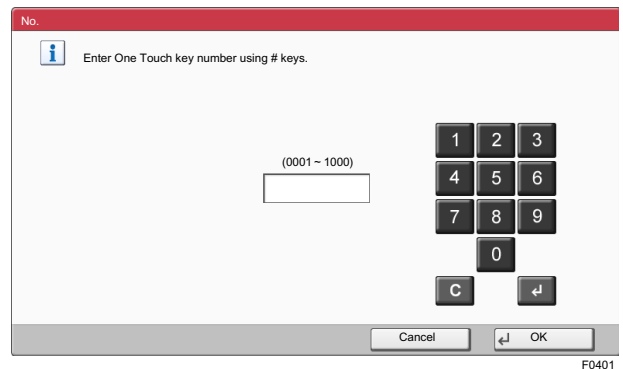 No.
i
Enter One Touch key number using # keys.
(0001 ~ 1000)
1 2 3
4 5 6
7 8 9
0
C ↵
Cancel
↵ OK
F0401